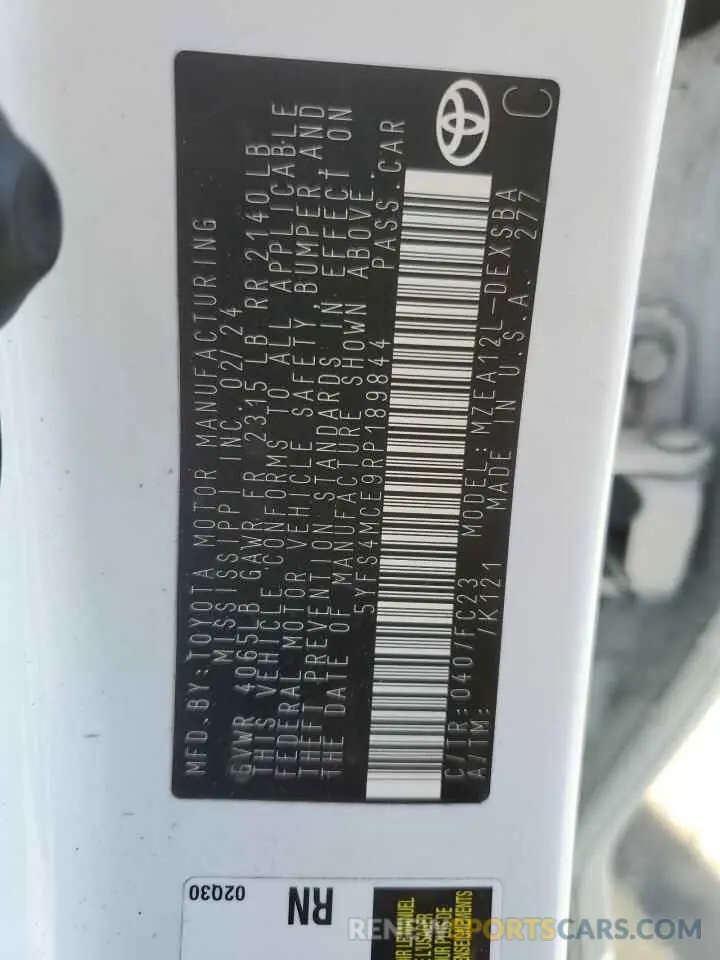 MFD. BY: TOYOTA MOTOR MANUFACTURING
MISSISSIPPI INC. 02/24
GVWR 4065LB GAWR FR 2315 LB RR 2140 LB
THIS VEHICLE CONFORMS TO ALL APPLICABLE
FEDERAL MOTOR VEHICLE SAFETY, BUMPER, AND
THEFT PREVENTION STANDARDS IN EFFECT ON
THE DATE OF MANUFACTURE SHOWN ABOVE.
5YFS4MCE9RP189844 PASS. CAR
C/TR: 040/FC23 MODEL: MZEA12L-DEXSBA
A/TM: /K121 MADE IN U.S.A. 277
C
02Q30
RN
RENEWSPORTSCARS.COM